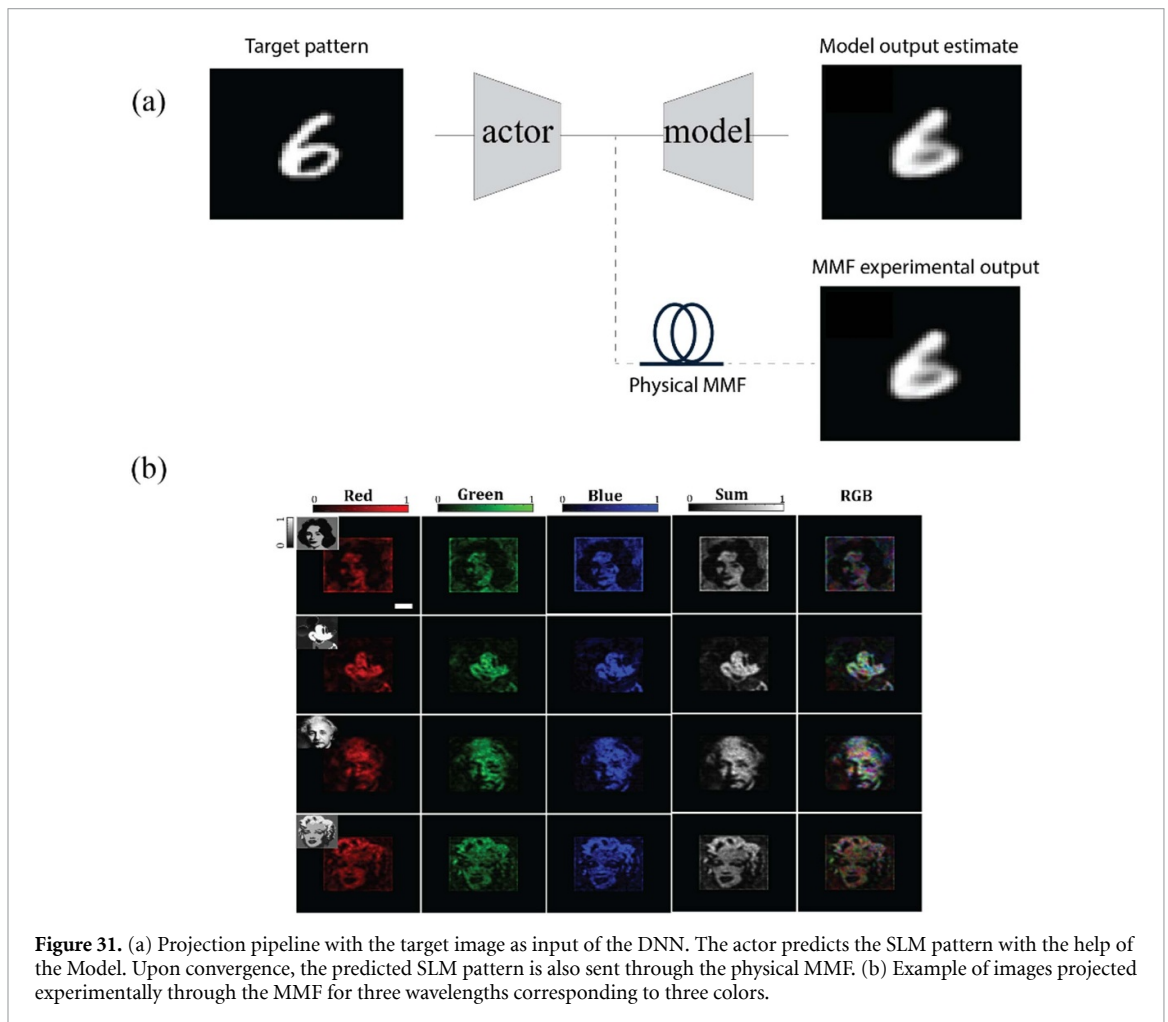 Target pattern
Model output estimate
(a)
actor
model
MMF experimental output
Physical MMF
(b)
Red
Green
Blue
Sum
RGB
0 1
0 1
0 1
0 1
0 1
Figure 31. (a) Projection pipeline with the target image as input of the DNN. The actor predicts the SLM pattern with the help of
the Model. Upon convergence, the predicted SLM pattern is also sent through the physical MMF. (b) Example of images projected
experimentally through the MMF for three wavelengths corresponding to three colors.